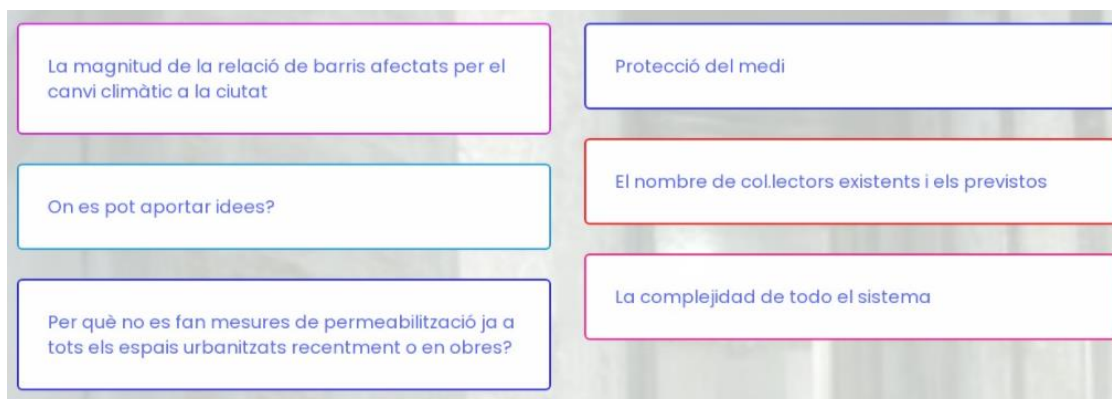 La magnitud de la relació de barris afectats per el
canvi climàtic a la ciutat
On es pot aportar idees?
Per què no es fan mesures de permeabilització ja a
tots els espais urbanitzats recentment o en obres?
Protecció del medi
El nombre de col.lectors existents i els previstos
La complejidad de todo el sistema